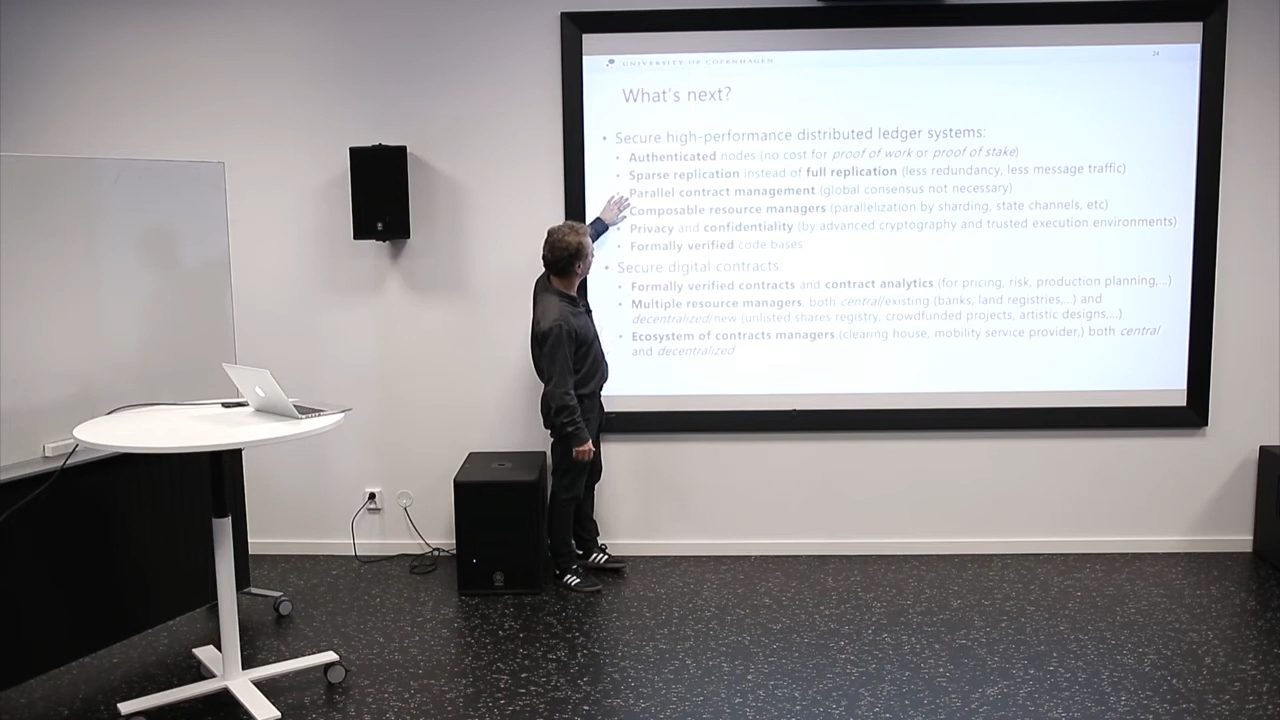 UNIVERSITY OF COPENHAGEN
24
What's next?
• Secure high-performance distributed ledger systems:
• Authenticated nodes (no cost for proof of work or proof of stake)
• Sparse replication instead of full replication (less redundancy, less message traffic)
• Parallel contract management (global consensus not necessary)
Composable resource managers (parallelization by sharding, state channels, etc)
• Privacy and confidentiality (by advanced cryptography and trusted execution environments)
• Formally verified code bases
• Secure digital contracts:
• Formally verified contracts and contract analytics (for pricing, risk, production planning,...)
• Multiple resource managers, both central/existing (banks, land registries,...) and
decentralized/new (unlisted shares registry, crowdfunded projects, artistic designs,...)
• Ecosystem of contracts managers (clearing house, mobility service provider,) both central
and decentralized